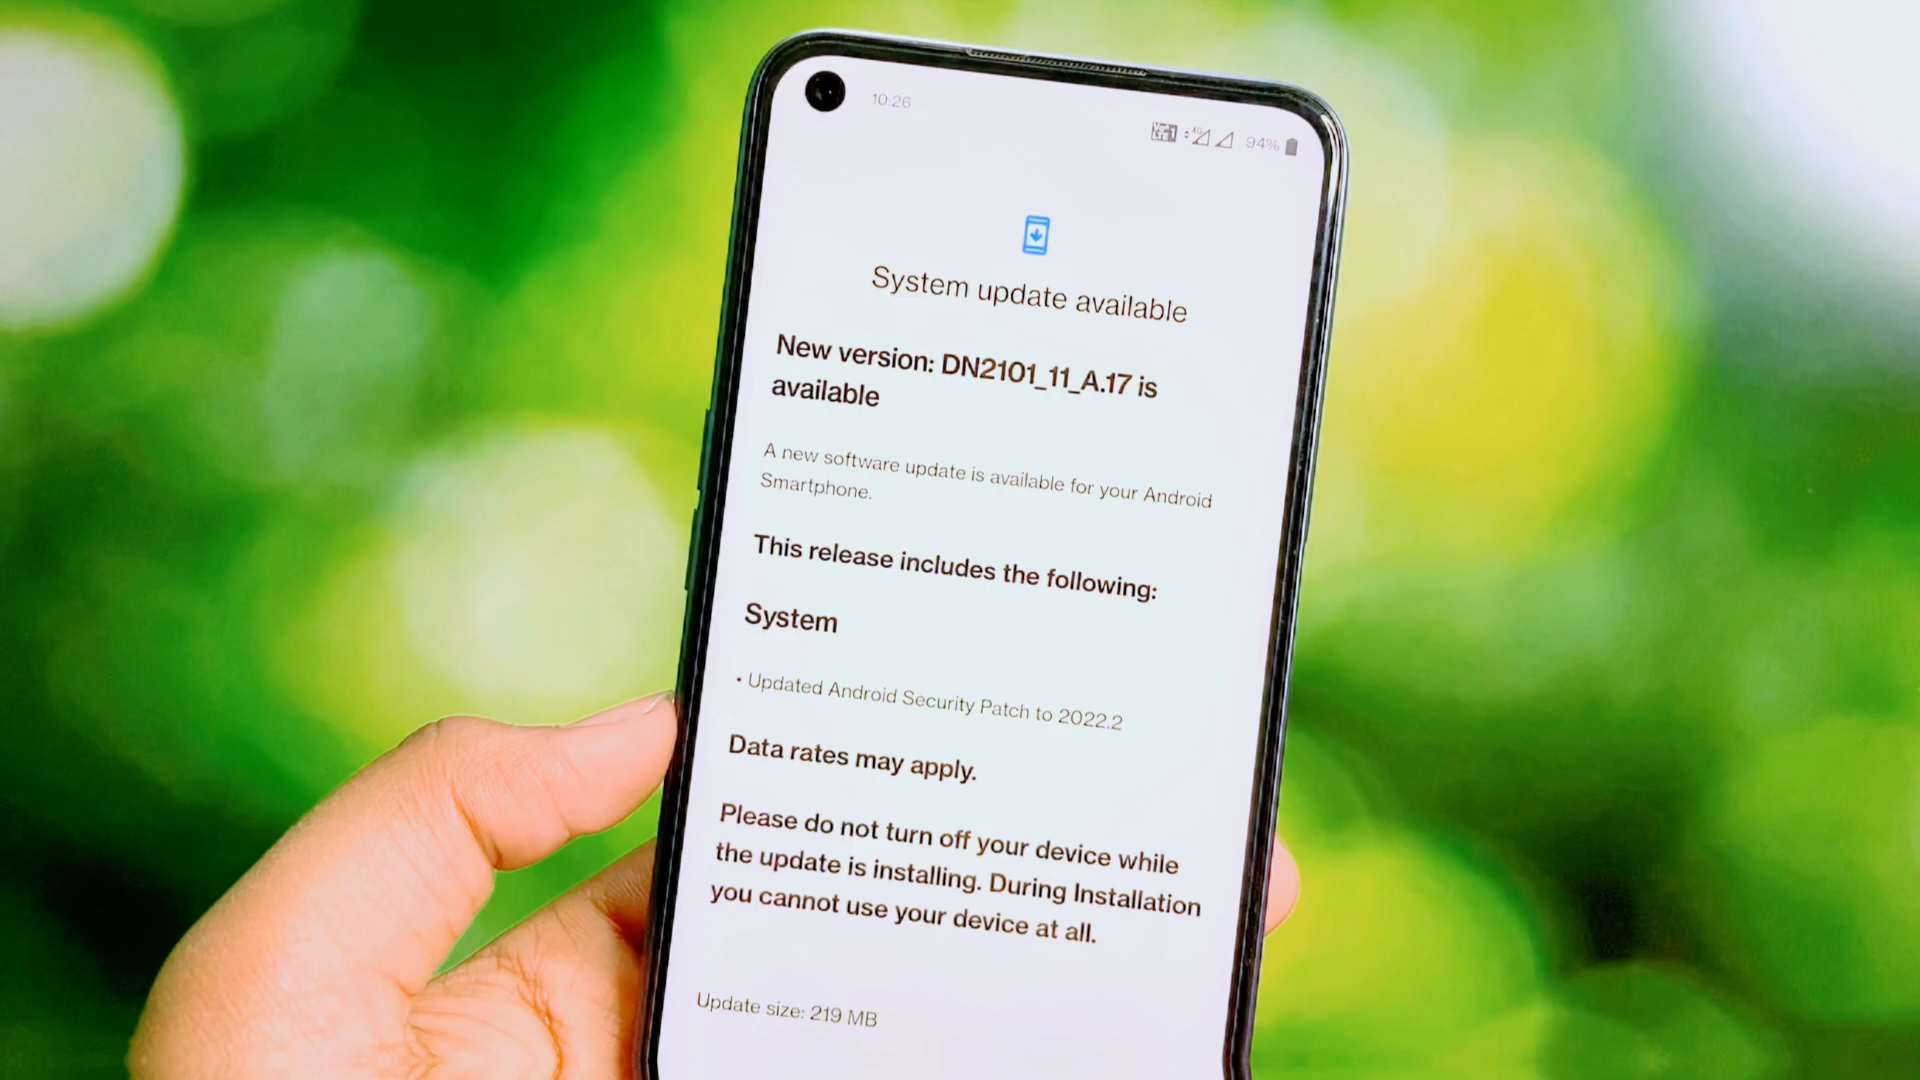 10:26
4G 94%
System update available
New version: DN2101_11_A.17 is
available
A new software update is available for your Android
Smartphone.
This release includes the following:
System
• Updated Android Security Patch to 2022.2
Data rates may apply.
Please do not turn off your device while
the update is installing. During Installation
you cannot use your device at all.
Update size: 219 MB